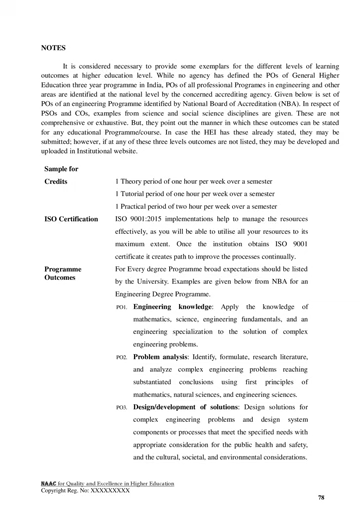 NOTES
It is considered necessary to provide some exemplars for the different levels of learning
outcomes at higher education level. While no agency has defined the POs of General Higher
Education three year programme in India, POs of all professional Programes in engineering and other
areas are identified at the national level by the concerned accrediting agency. Given below is set of
POs of an engineering Programme identified by National Board of Accreditation (NBA). In respect of
PSOs and COs, examples from science and social science disciplines are given. These are not
comprehensive or exhaustive. But, they point out the manner in which these outcomes can be stated
for any educational Programme/course. In case the HEI has these already stated, they may be
submitted; however, if at any of these three levels outcomes are not listed, they may be developed and
uploaded in Institutional website.
Sample for
Credits
1 Theory period of one hour per week over a semester
1 Tutorial period of one hour per week over a semester
1 Practical period of two hour per week over a semester
ISO Certification
ISO 9001:2015 implementations help to manage the resources
effectively, as you will be able to utilise all your resources to its
maximum extent. Once the institution obtains ISO 9001
certificate it creates path to improve the processes continually.
Programme
Outcomes
For Every degree Programme broad expectations should be listed
by the University. Examples are given below from NBA for an
Engineering Degree Programme.
PO1. Engineering knowledge: Apply the knowledge of
mathematics, science, engineering fundamentals, and an
engineering specialization to the solution of complex
engineering problems.
PO2. Problem analysis: Identify, formulate, research literature,
and analyze complex engineering problems reaching
substantiated conclusions using first principles of
mathematics, natural sciences, and engineering sciences.
PO3. Design/development of solutions: Design solutions for
complex engineering problems and design system
components or processes that meet the specified needs with
appropriate consideration for the public health and safety,
and the cultural, societal, and environmental considerations.
NAAC for Quality and Excellence in Higher Education
Copyright Reg. No: XXXXXXXXX
78